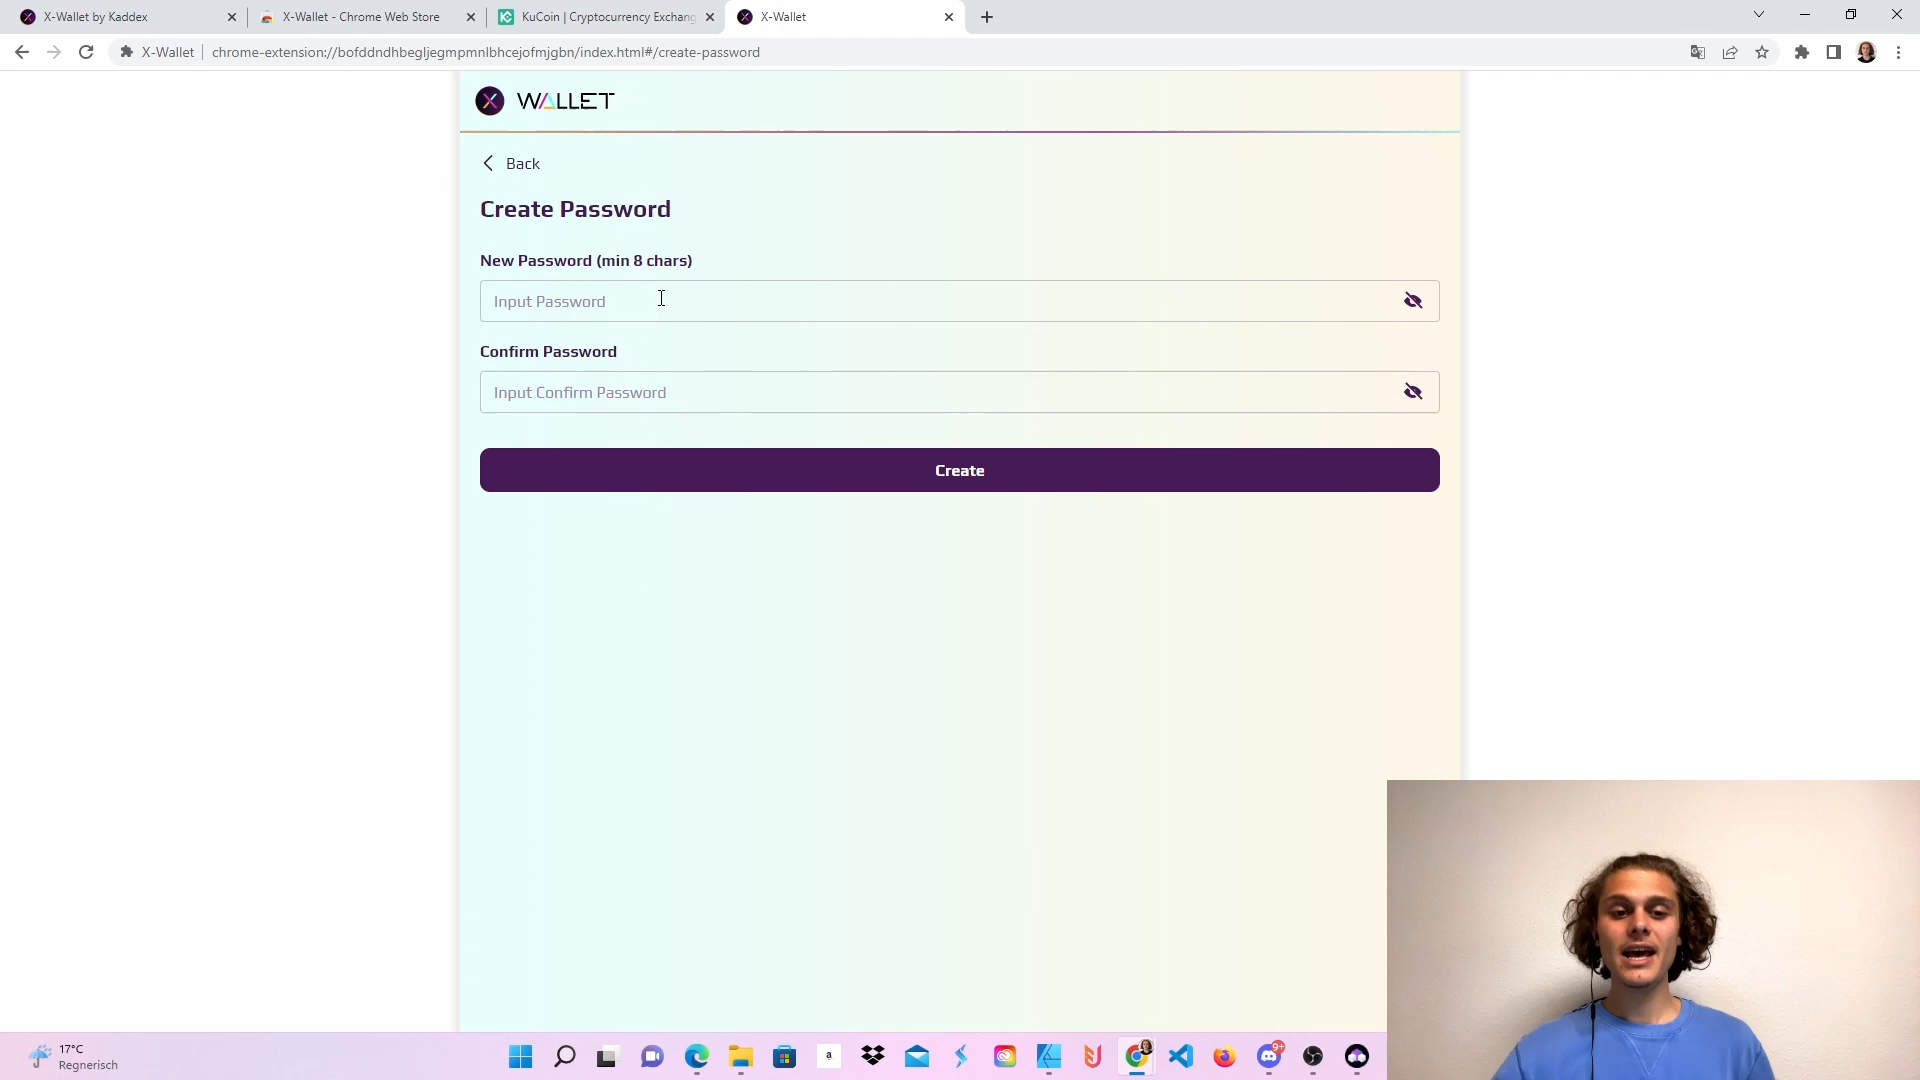 X-Wallet by Kaddex
X-Wallet - Chrome Web Store
KuCoin | Cryptocurrency Exchang
X-Wallet
X-Wallet
chrome-extension://bofddndhbegljegmpmnlbhcejofmjgbn/index.html#/create-password
X WALLET
Back
Create Password
New Password (min 8 chars)
Input Password
Confirm Password
Input Confirm Password
Create
17°C
Regnerisch
a
9+